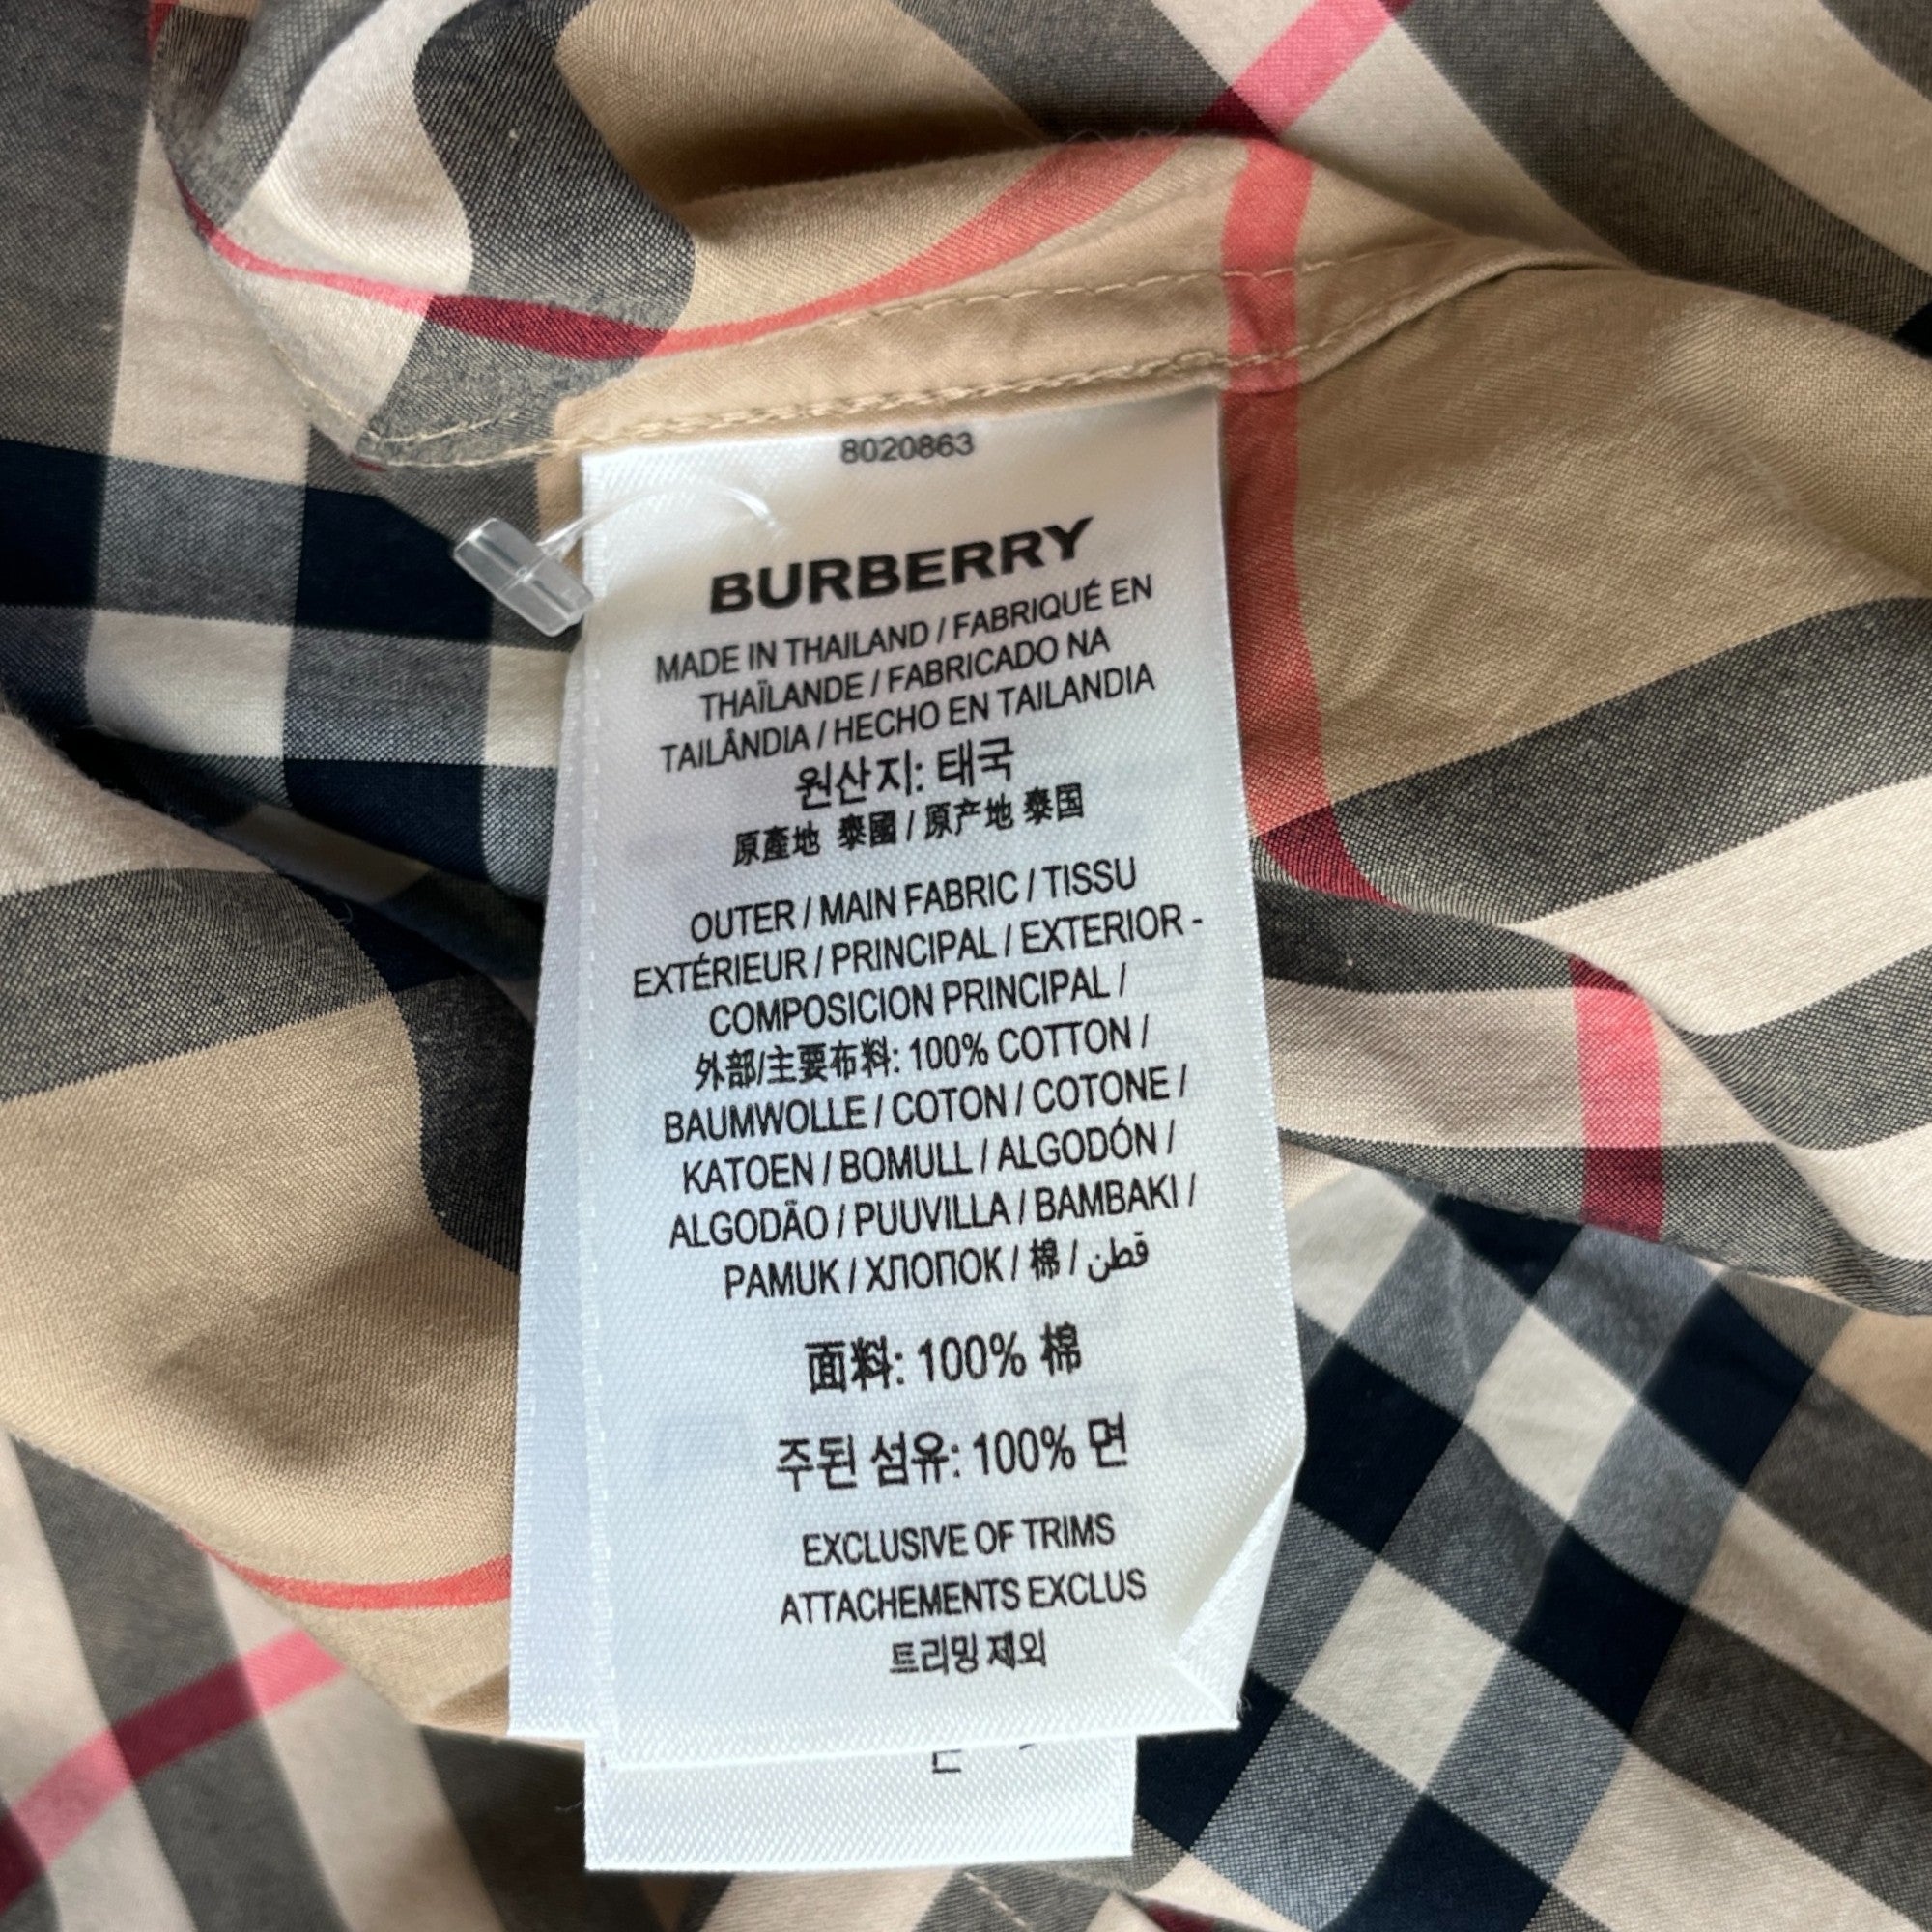 8020863
BURBERRY
MADE IN THAILAND / FABRIQUÉ EN
THAÏLANDE / FABRICADO NA
TAILÂNDIA / HECHO EN TAILANDIA
원산지: 태국
原產地 泰國 / 原产地 泰国
OUTER / MAIN FABRIC / TISSU
EXTÉRIEUR / PRINCIPAL / EXTERIOR -
COMPOSICION PRINCIPAL /
外部/主要布料: 100% COTTON /
BAUMWOLLE / COTON / COTONE /
KATOEN / BOMULL / ALGODÓN /
ALGODÃO / PUUVILLA / BAMBAKI /
PAMUK / ХЛОПОК / 棉 / قطن
面料: 100% 棉
주된 섬유: 100% 면
EXCLUSIVE OF TRIMS
ATTACHEMENTS EXCLUS
트리밍 제외